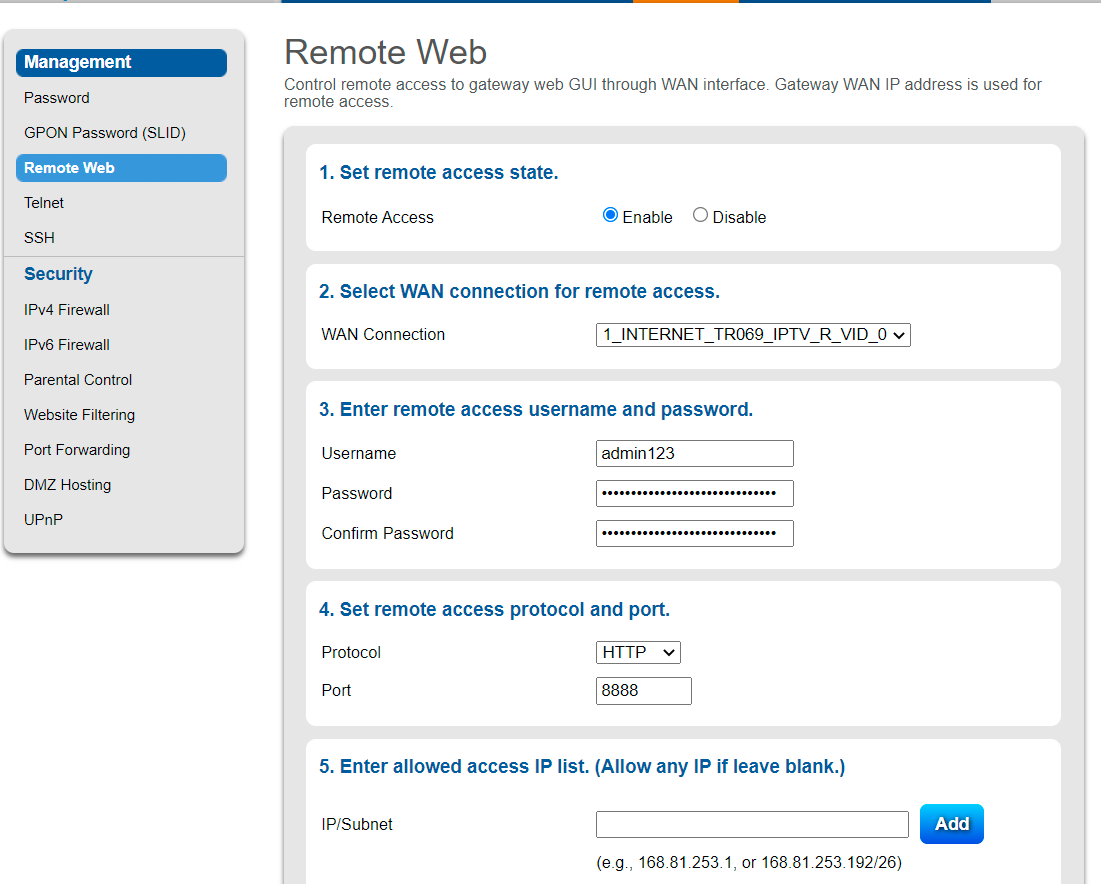 Management
Password
GPON Password (SLID)
Remote Web
Telnet
SSH
Security
IPv4 Firewall
IPv6 Firewall
Parental Control
Website Filtering
Port Forwarding
DMZ Hosting
UPnP
Remote Web
Control remote access to gateway web GUI through WAN interface. Gateway WAN IP address is used for
remote access.
1. Set remote access state.
Remote Access Enable Disable
2. Select WAN connection for remote access.
WAN Connection 1_INTERNET_TR069_IPTV_R_VID_0
3. Enter remote access username and password.
Username admin123
Password ••••••••••••••••••••••••••••••
Confirm Password ••••••••••••••••••••••••••••••
4. Set remote access protocol and port.
Protocol HTTP
Port 8888
5. Enter allowed access IP list. (Allow any IP if leave blank.)
IP/Subnet Add
(e.g., 168.81.253.1, or 168.81.253.192/26)